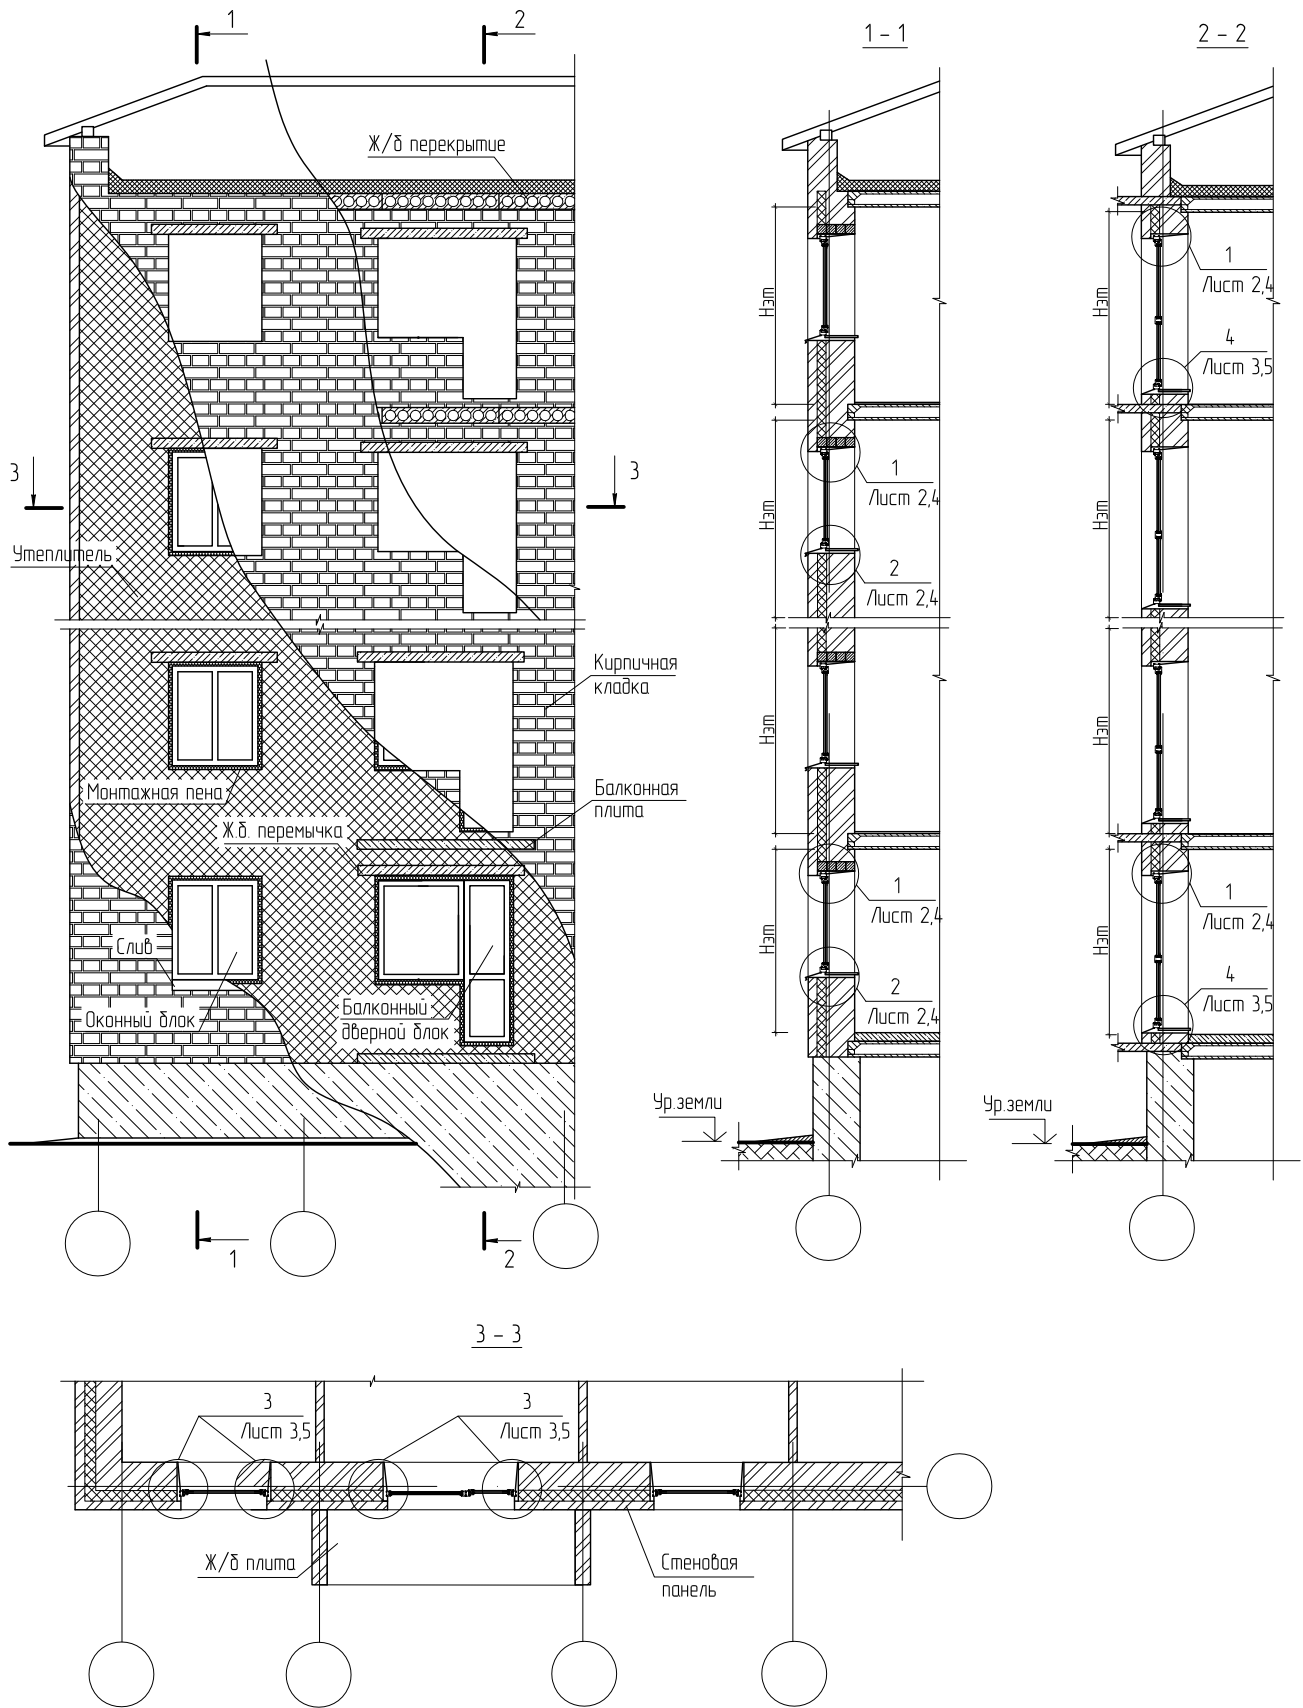 1
2
1 – 1
2 – 2
Ж/б перекрытие
3
3
Утеплитель
Кирпичная
кладка
Монтажная пена
Балконная
плита
Ж.б. перемычка
Слив
Оконный блок
Балконный
дверной блок
1
2
Нэт
Нэт
Нэт
Нэт
1
Лист 2,4
2
Лист 2,4
1
Лист 2,4
2
Лист 2,4
Ур.земли
Нэт
Нэт
Нэт
Нэт
1
Лист 2,4
4
Лист 3,5
1
Лист 2,4
4
Лист 3,5
Ур.земли
3 – 3
3
Лист 3,5
3
Лист 3,5
Ж/б плита
Стеновая
панель